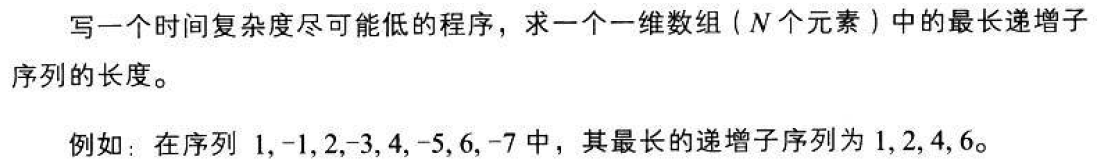 写一个时间复杂度尽可能低的程序，求一个一维数组（N 个元素）中的最长递增子
序列的长度。
例如：在序列 1, -1, 2,-3, 4, -5, 6, -7 中，其最长的递增子序列为 1, 2, 4, 6。